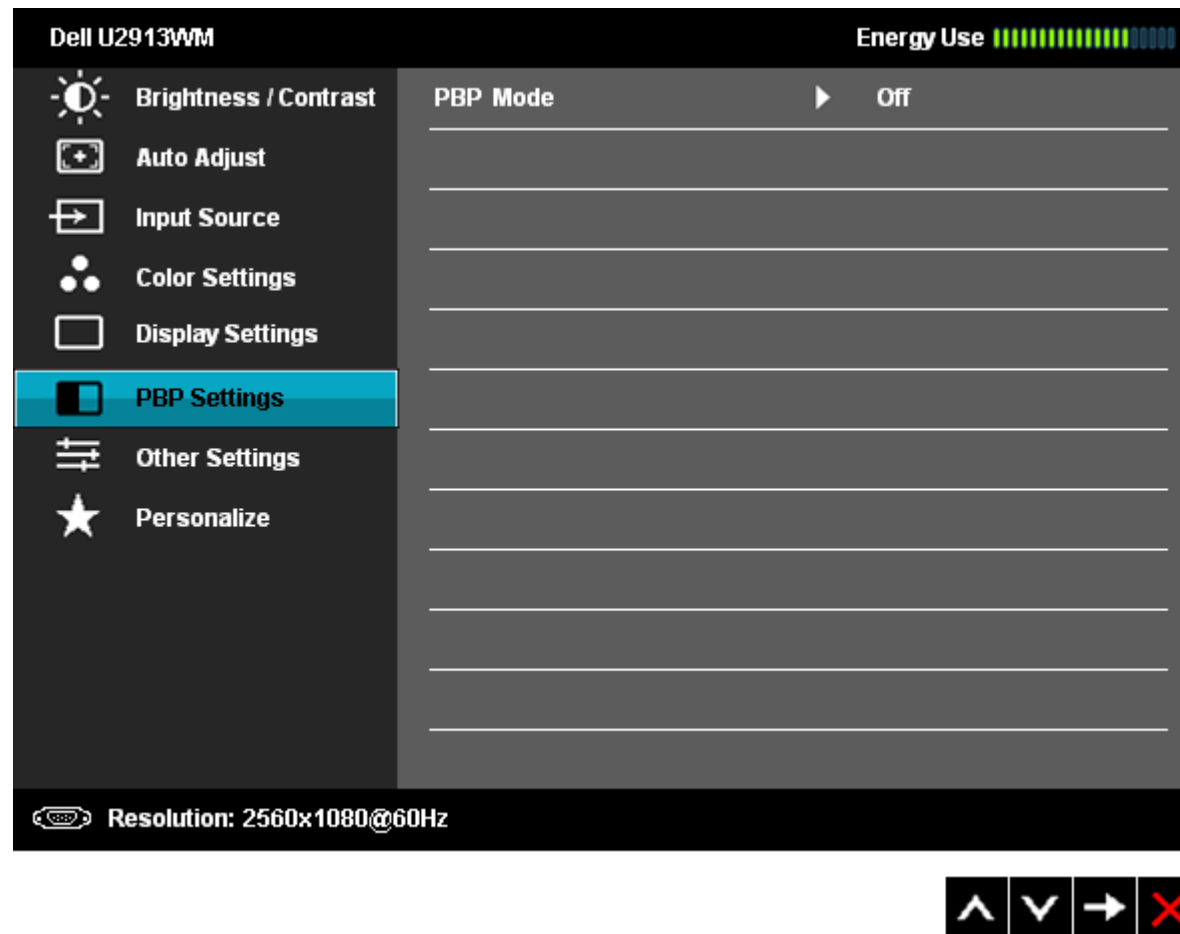 Dell U2913WM
Energy Use
Brightness / Contrast
PBP Mode
Off
Auto Adjust
Input Source
Color Settings
Display Settings
PBP Settings
Other Settings
Personalize
Resolution: 2560x1080@60Hz